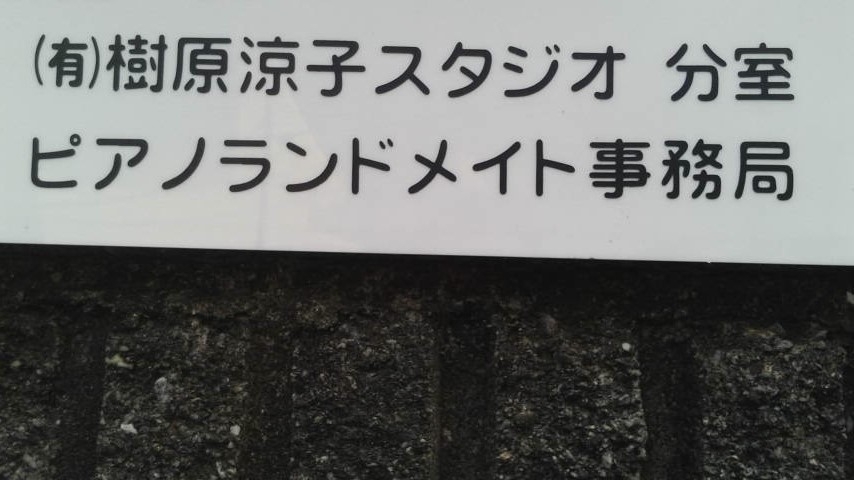 (有)樹原涼子スタジオ 分室
ピアノランドメイト事務局